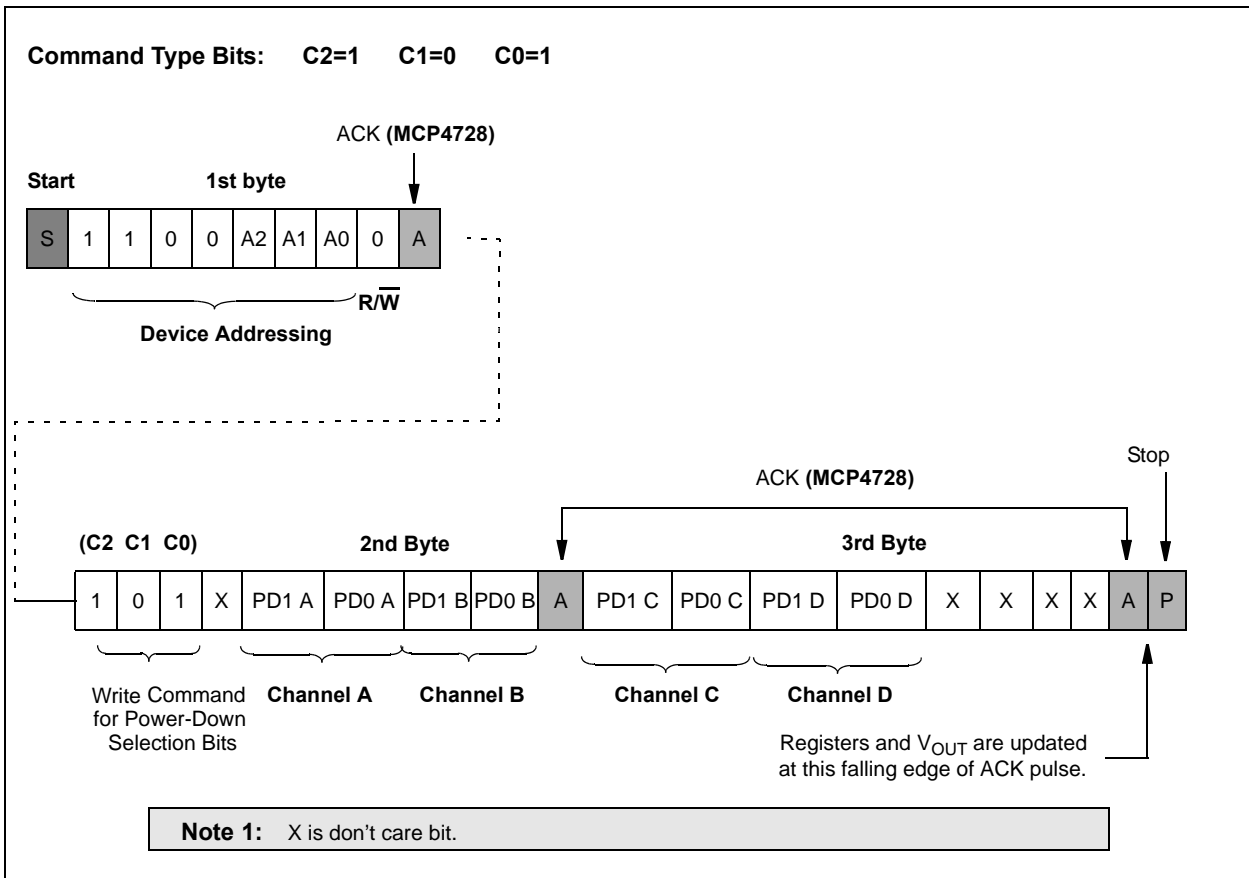 Command Type Bits: C2=1 C1=0 C0=1
ACK (MCP4728)
Start 1st byte
S 1 1 0 0 A2 A1 A0 0 A
R/W
Device Addressing
Stop
ACK (MCP4728)
(C2 C1 C0) 2nd Byte 3rd Byte
1 0 1 X PD1 A PD0 A PD1 B PD0 B A PD1 C PD0 C PD1 D PD0 D X X X X A P
Write Command
for Power-Down
Selection Bits
Channel A Channel B Channel C Channel D
Registers and VOUT are updated
at this falling edge of ACK pulse.
Note 1: X is don't care bit.